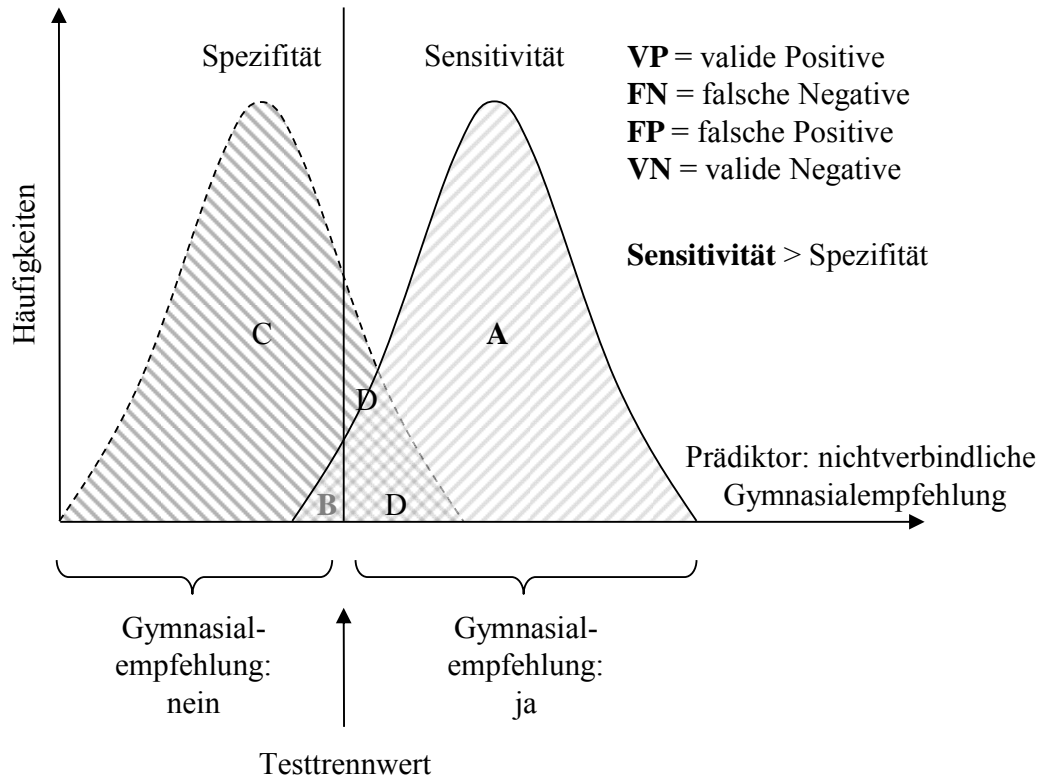 Spezifität
Sensitivität
VP = valide Positive
FN = falsche Negative
FP = falsche Positive
VN = valide Negative
Sensitivität > Spezifität
Häufigkeiten
C
A
D
B
D
Prädiktor: nichtverbindliche
Gymnasialempfehlung
Gymnasial-
empfehlung:
nein
Gymnasial-
empfehlung:
ja
Testtrennwert